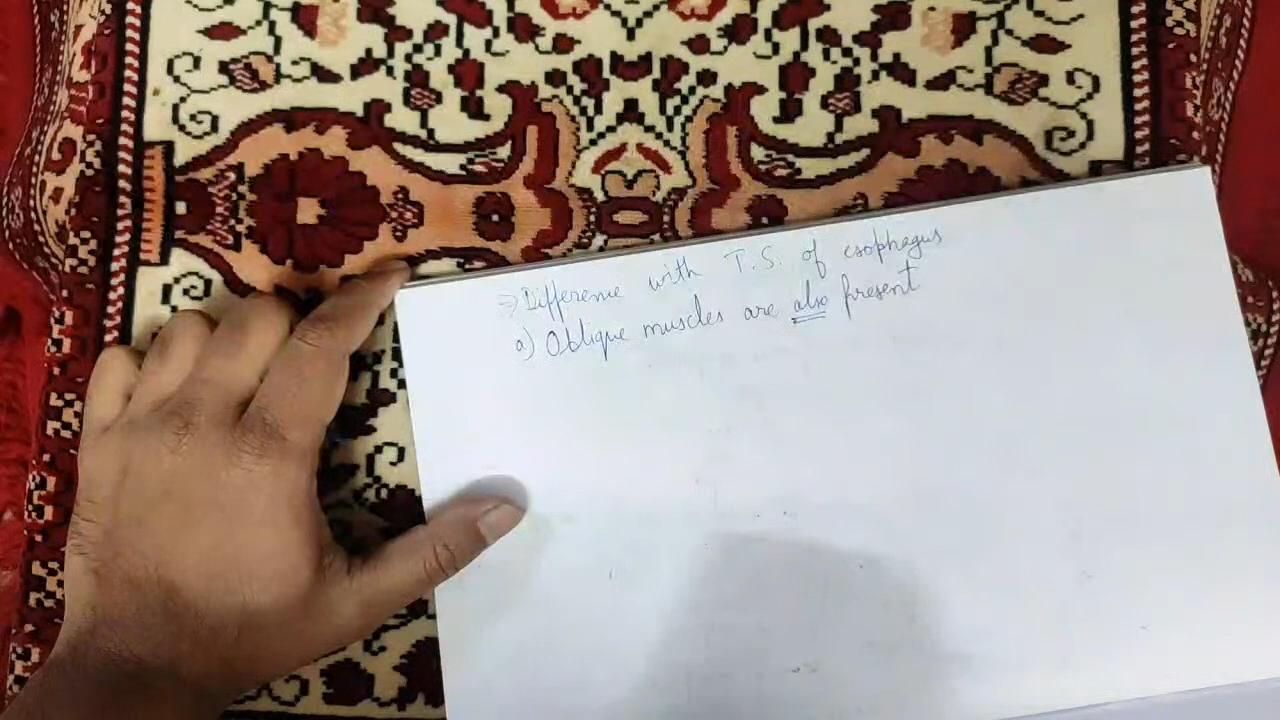 ⇒ Difference with T.S. of esophagus
a) Oblique muscles are also present